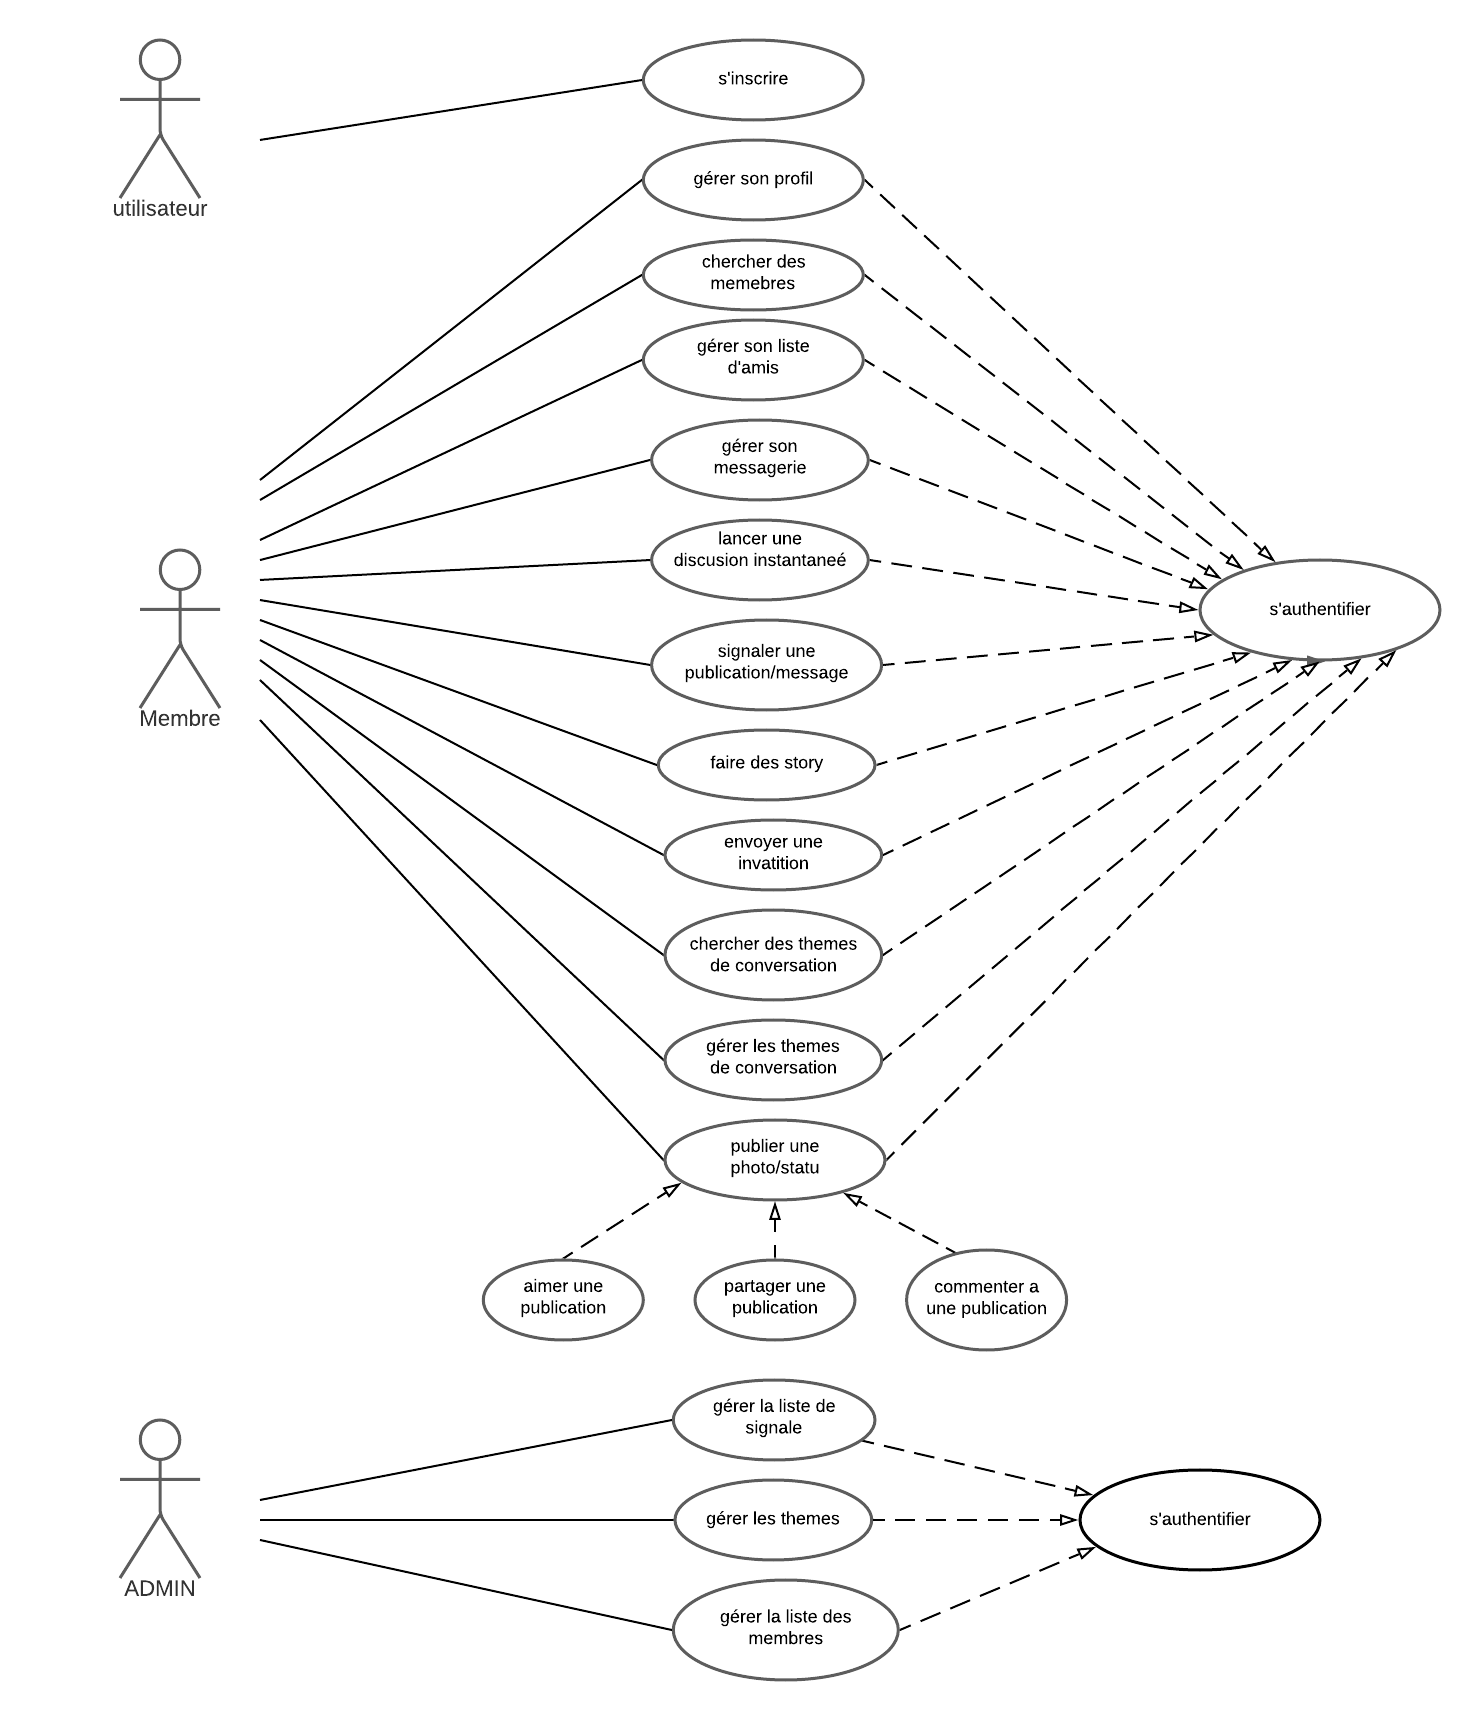 s'inscrire
utilisateur
gérer son profil
chercher des
memebres
gérer son liste
d'amis
gérer son
messagerie
lancer une
discusion instantaneé
s'authentifier
signaler une
publication/message
Membre
faire des story
envoyer une
invatition
chercher des themes
de conversation
gérer les themes
de conversation
publier une
photo/statu
aimer une
publication
partager une
publication
commenter a
une publication
gérer la liste de
signale
gérer les themes
s'authentifier
ADMIN
gérer la liste des
membres